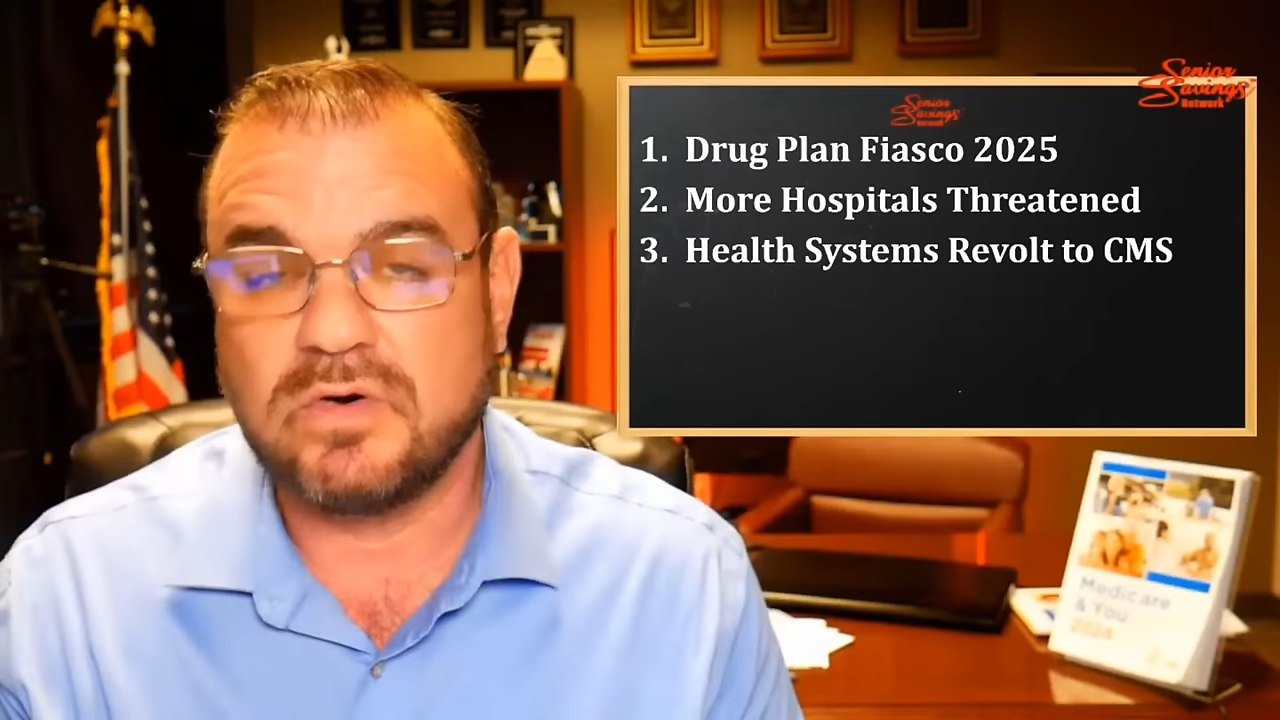 Senior
Savings
Network
Senior
Savings
Network
1. Drug Plan Fiasco 2025
2. More Hospitals Threatened
3. Health Systems Revolt to CMS
Medicare
& You
2024